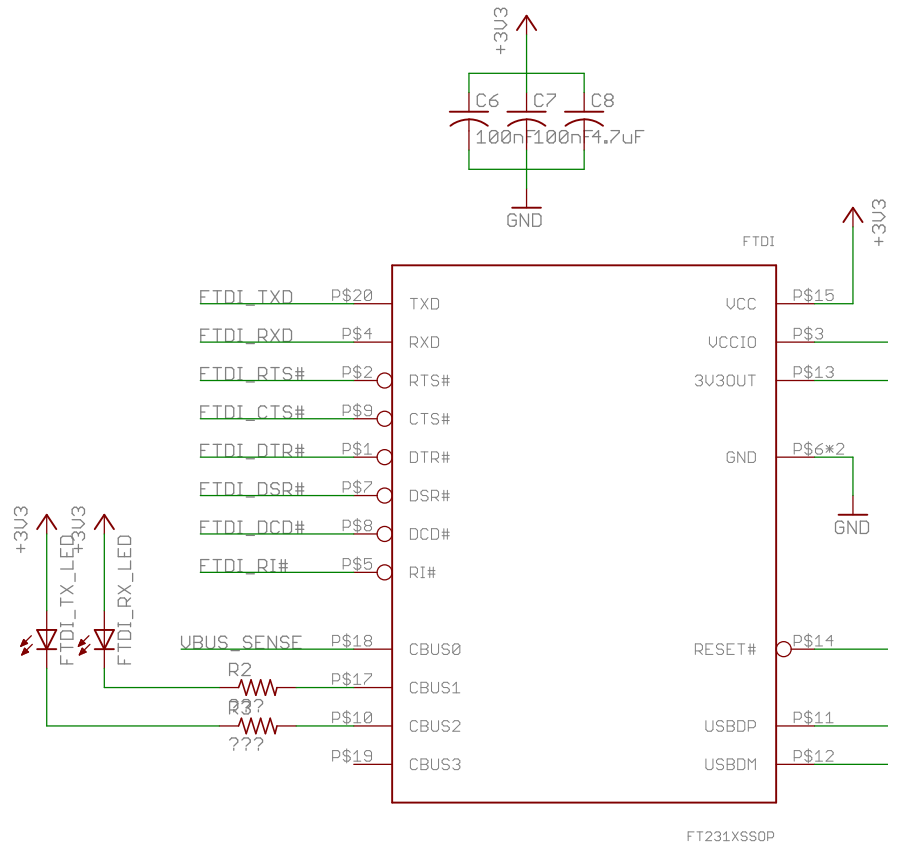 +3V3
C6
C7
C8
100nF
100nF
4.7uF
GND
+3V3
FTDI
FTDI_TXD
P$20
TXD
VCC
P$15
FTDI_RXD
P$4
RXD
VCCIO
P$3
FTDI_RTS#
P$2
RTS#
3V3OUT
P$13
FTDI_CTS#
P$9
CTS#
FTDI_DTR#
P$1
DTR#
GND
P$6*2
FTDI_DSR#
P$7
DSR#
GND
FTDI_DCD#
P$8
DCD#
FTDI_RI#
P$5
RI#
+3V3
FTDI_TX_LED
+3V3
FTDI_RX_LED
VBUS_SENSE
P$18
CBUS0
RESET#
P$14
R2
???
P$17
CBUS1
R3
???
P$10
CBUS2
USBDP
P$11
P$19
CBUS3
USBDM
P$12
FT231XSSOP